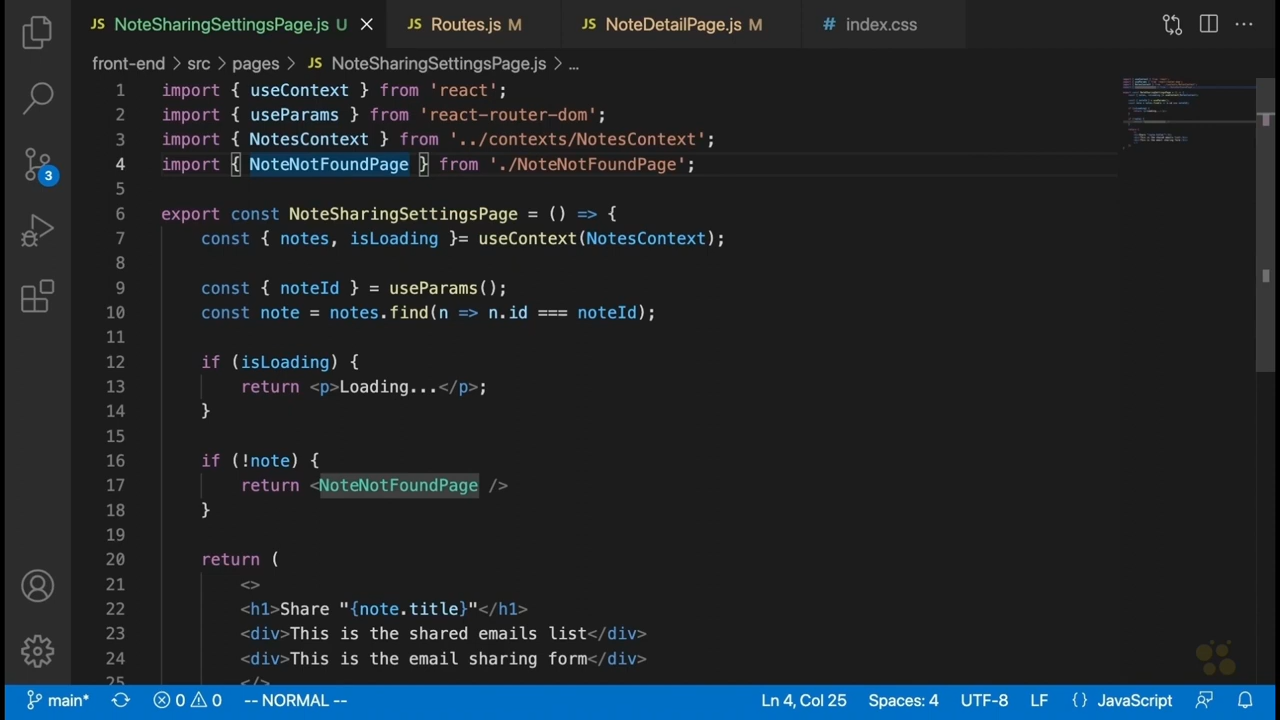 JS NoteSharingSettingsPage.js U
JS Routes.js M
JS NoteDetailPage.js M
# index.css
front-end > src > pages > JS NoteSharingSettingsPage.js > ...
1 import { useContext } from 'react';
2 import { useParams } from 'react-router-dom';
3 import { NotesContext } from '../contexts/NotesContext';
4 import { NoteNotFoundPage } from './NoteNotFoundPage';
5
6 export const NoteSharingSettingsPage = () => {
7 const { notes, isLoading }= useContext(NotesContext);
8
9 const { noteId } = useParams();
10 const note = notes.find(n => n.id === noteId);
11
12 if (isLoading) {
13 return <p>Loading...</p>;
14 }
15
16 if (!note) {
17 return <NoteNotFoundPage />
18 }
19
20 return (
21 <>
22 <h1>Share "{note.title}"</h1>
23 <div>This is the shared emails list</div>
24 <div>This is the email sharing form</div>
25 </>
3
main* 0 0 -- NORMAL -- Ln 4, Col 25 Spaces: 4 UTF-8 LF {} JavaScript